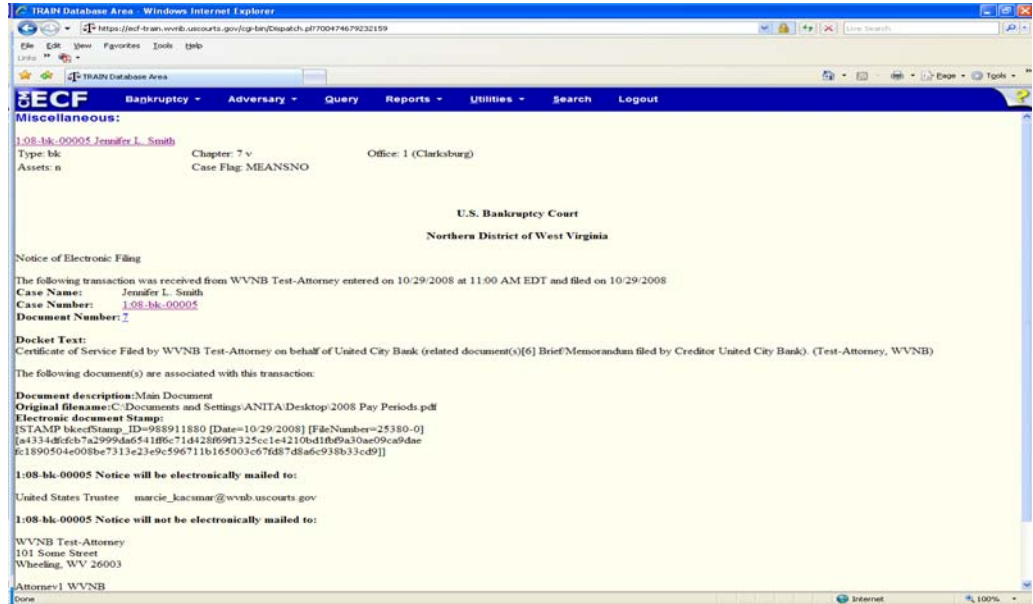 TRAIN Database Area - Windows Internet Explorer
https://ecf-train.wvnb.uscourts.gov/cgi-bin/Dispatch.pl?700474679232159
Live Search
File Edit View Favorites Tools Help
Links
TRAIN Database Area
Page Tools
ECF Bankruptcy Adversary Query Reports Utilities Search Logout
Miscellaneous:
1:08-bk-00005 Jennifer L. Smith
Type: bk Chapter: 7 v Office: 1 (Clarksburg)
Assets: n Case Flag: MEANSNO
U.S. Bankruptcy Court
Northern District of West Virginia
Notice of Electronic Filing
The following transaction was received from WVNB Test-Attorney entered on 10/29/2008 at 11:00 AM EDT and filed on 10/29/2008
Case Name: Jennifer L. Smith
Case Number: 1:08-bk-00005
Document Number: 7
Docket Text:
Certificate of Service Filed by WVNB Test-Attorney on behalf of United City Bank (related document(s)[6] Brief/Memorandum filed by Creditor United City Bank). (Test-Attorney, WVNB)
The following document(s) are associated with this transaction:
Document description:Main Document
Original filename:C:\Documents and Settings\ANITA\Desktop\2008 Pay Periods.pdf
Electronic document Stamp:
[STAMP bkecfStamp_ID=988911880 [Date=10/29/2008] [FileNumber=25380-0]
1:08-bk-00005 Notice will be electronically mailed to:
United States Trustee marcie_kacsmar@wvnb.uscourts.gov
1:08-bk-00005 Notice will not be electronically mailed to:
WVNB Test-Attorney
101 Some Street
Wheeling, WV 26003
Attorney1 WVNB
Done Internet 100%